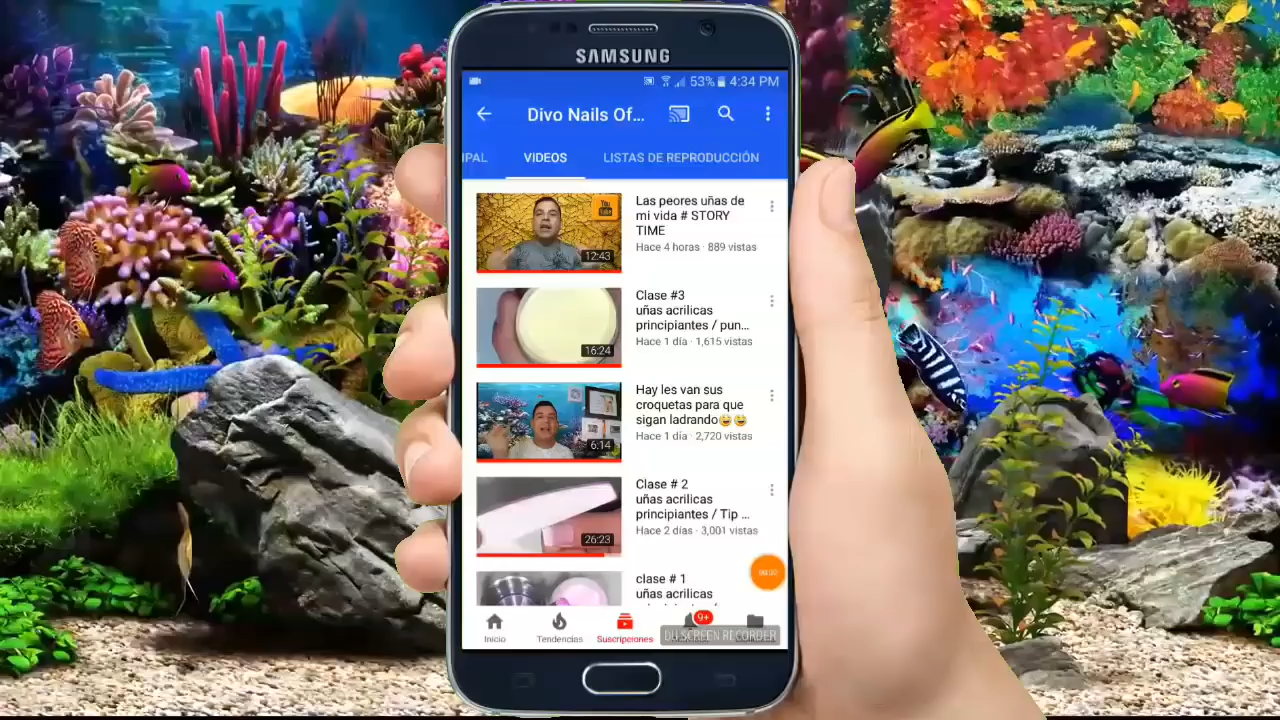 SAMSUNG
53% 4:34 PM
Divo Nails Of...
IPAL VIDEOS LISTAS DE REPRODUCCIÓN
You
Tube
12:43
Las peores uñas de
mi vida # STORY
TIME
Hace 4 horas · 889 vistas
16:24
Clase #3
uñas acrilicas
principiantes / pun...
Hace 1 día · 1,615 vistas
6:14
Hay les van sus
croquetas para que
sigan ladrando😂😂
Hace 1 día · 2,720 vistas
26:23
Clase # 2
uñas acrilicas
principiantes / Tip ...
Hace 2 días · 3,001 vistas
clase # 1
uñas acrilicas
9+
Inicio Tendencias Suscripciones
DU SCREEN RECORDER